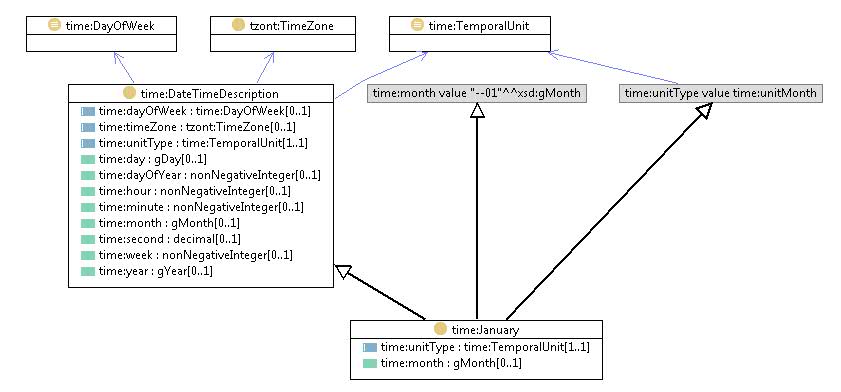 time:DayOfWeek
tzont:TimeZone
time:TemporalUnit
time:DateTimeDescription
time:dayOfWeek : time:DayOfWeek[0..1]
time:timeZone : tzont:TimeZone[0..1]
time:unitType : time:TemporalUnit[1..1]
time:day : gDay[0..1]
time:dayOfYear : nonNegativeInteger[0..1]
time:hour : nonNegativeInteger[0..1]
time:minute : nonNegativeInteger[0..1]
time:month : gMonth[0..1]
time:second : decimal[0..1]
time:week : nonNegativeInteger[0..1]
time:year : gYear[0..1]
time:month value "--01"^^xsd:gMonth
time:unitType value time:unitMonth
time:January
time:unitType : time:TemporalUnit[1..1]
time:month : gMonth[0..1]